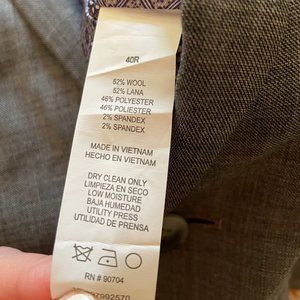 40R
52% WOOL
52% LANA
46% POLYESTER
46% POLIESTER
2% SPANDEX
2% SPANDEX
MADE IN VIETNAM
HECHO EN VIETNAM
DRY CLEAN ONLY
LIMPIEZA EN SECO
LOW MOISTURE
BAJA HUMEDAD
UTILITY PRESS
UTILIDAD DE PRENSA
RN # 90704